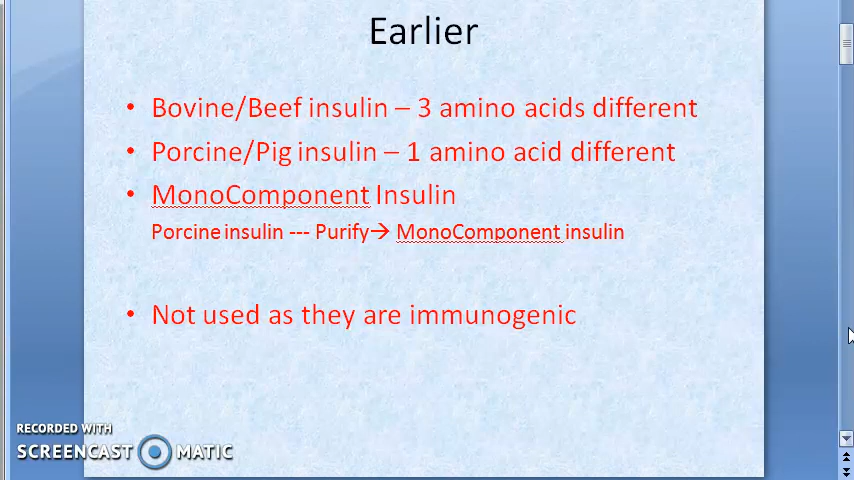 Earlier
• Bovine/Beef insulin – 3 amino acids different
• Porcine/Pig insulin – 1 amino acid different
• MonoComponent Insulin
Porcine insulin --- Purify→ MonoComponent insulin
• Not used as they are immunogenic
RECORDED WITH
SCREENCAST MATIC